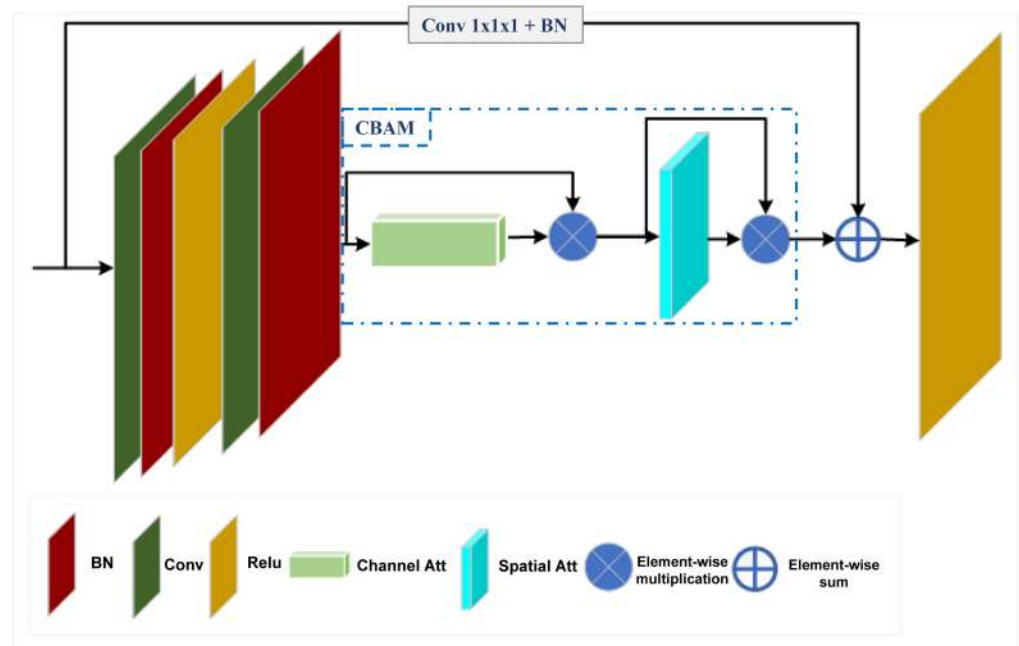 Conv 1x1x1 + BN
CBAM
BN
Conv
Relu
Channel Att
Spatial Att
Element-wise
multiplication
Element-wise
sum